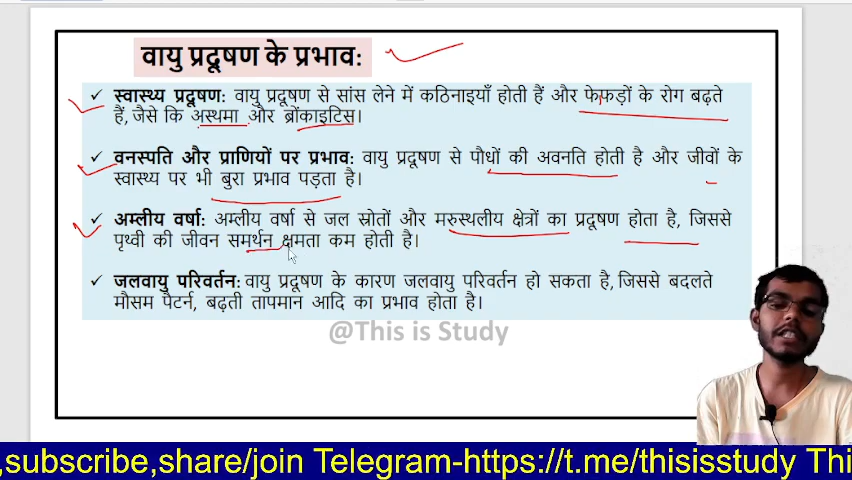 वायु प्रदूषण के प्रभाव:
✓ स्वास्थ्य प्रदूषण: वायु प्रदूषण से सांस लेने में कठिनाइयाँ होती हैं और फेफड़ों के रोग बढ़ते
हैं, जैसे कि अस्थमा और ब्रोंकाइटिस।
✓ वनस्पति और प्राणियों पर प्रभाव: वायु प्रदूषण से पौधों की अवनति होती है और जीवों के
स्वास्थ्य पर भी बुरा प्रभाव पड़ता है।
✓ अम्लीय वर्षा: अम्लीय वर्षा से जल स्रोतों और मरुस्थलीय क्षेत्रों का प्रदूषण होता है, जिससे
पृथ्वी की जीवन समर्थन क्षमता कम होती है।
✓ जलवायु परिवर्तन: वायु प्रदूषण के कारण जलवायु परिवर्तन हो सकता है, जिससे बदलते
मौसम पैटर्न, बढ़ती तापमान आदि का प्रभाव होता है।
@This is Study
,subscribe,share/join Telegram-https://t.me/thisisstudy Thi